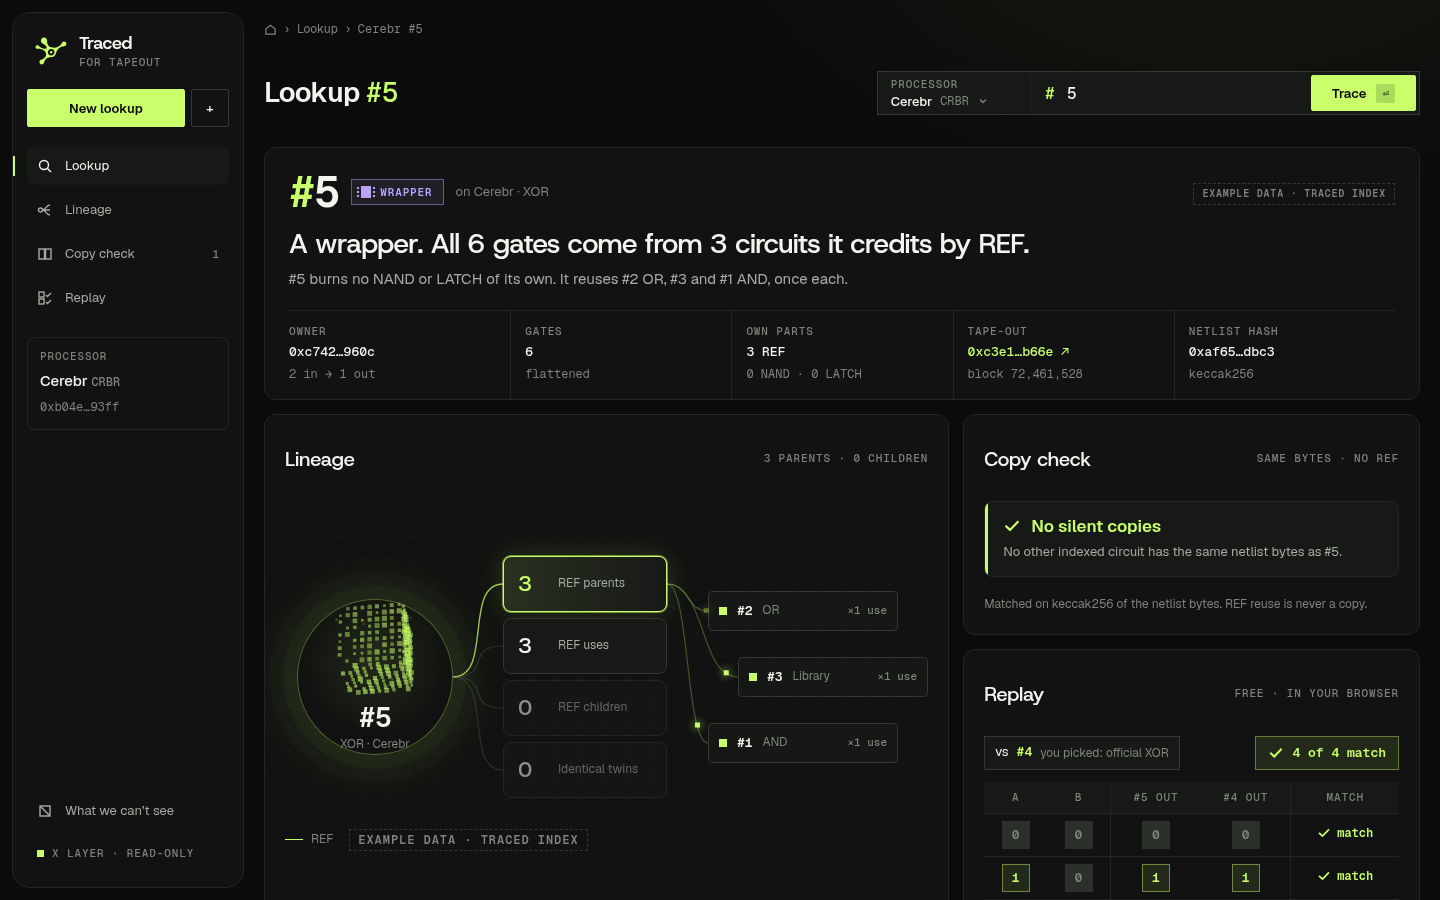 Traced
FOR TAPEOUT
New lookup
+
Lookup
Lineage
Copy check 1
Replay
PROCESSOR
Cerebr CRBR
0xb04e…93ff
What we can't see
X LAYER · READ-ONLY
› Lookup › Cerebr #5
Lookup #5
PROCESSOR
Cerebr CRBR
# 5
Trace ⏎
#5 WRAPPER on Cerebr · XOR
EXAMPLE DATA · TRACED INDEX
A wrapper. All 6 gates come from 3 circuits it credits by REF.
#5 burns no NAND or LATCH of its own. It reuses #2 OR, #3 and #1 AND, once each.
OWNER
0xc742…960c
2 in → 1 out
GATES
6
flattened
OWN PARTS
3 REF
0 NAND · 0 LATCH
TAPE-OUT
0xc3e1…b66e ↗
block 72,461,528
NETLIST HASH
0xaf65…dbc3
keccak256
Lineage
3 PARENTS · 0 CHILDREN
#5
XOR · Cerebr
3 REF parents
3 REF uses
0 REF children
0 Identical twins
#2 OR ×1 use
#3 Library ×1 use
#1 AND ×1 use
REF
EXAMPLE DATA · TRACED INDEX
Copy check
SAME BYTES · NO REF
No silent copies
No other indexed circuit has the same netlist bytes as #5.
Matched on keccak256 of the netlist bytes. REF reuse is never a copy.
Replay
FREE · IN YOUR BROWSER
vs #4 you picked: official XOR
4 of 4 match
A B #5 OUT #4 OUT MATCH
0 0 0 0 match
1 0 1 1 match